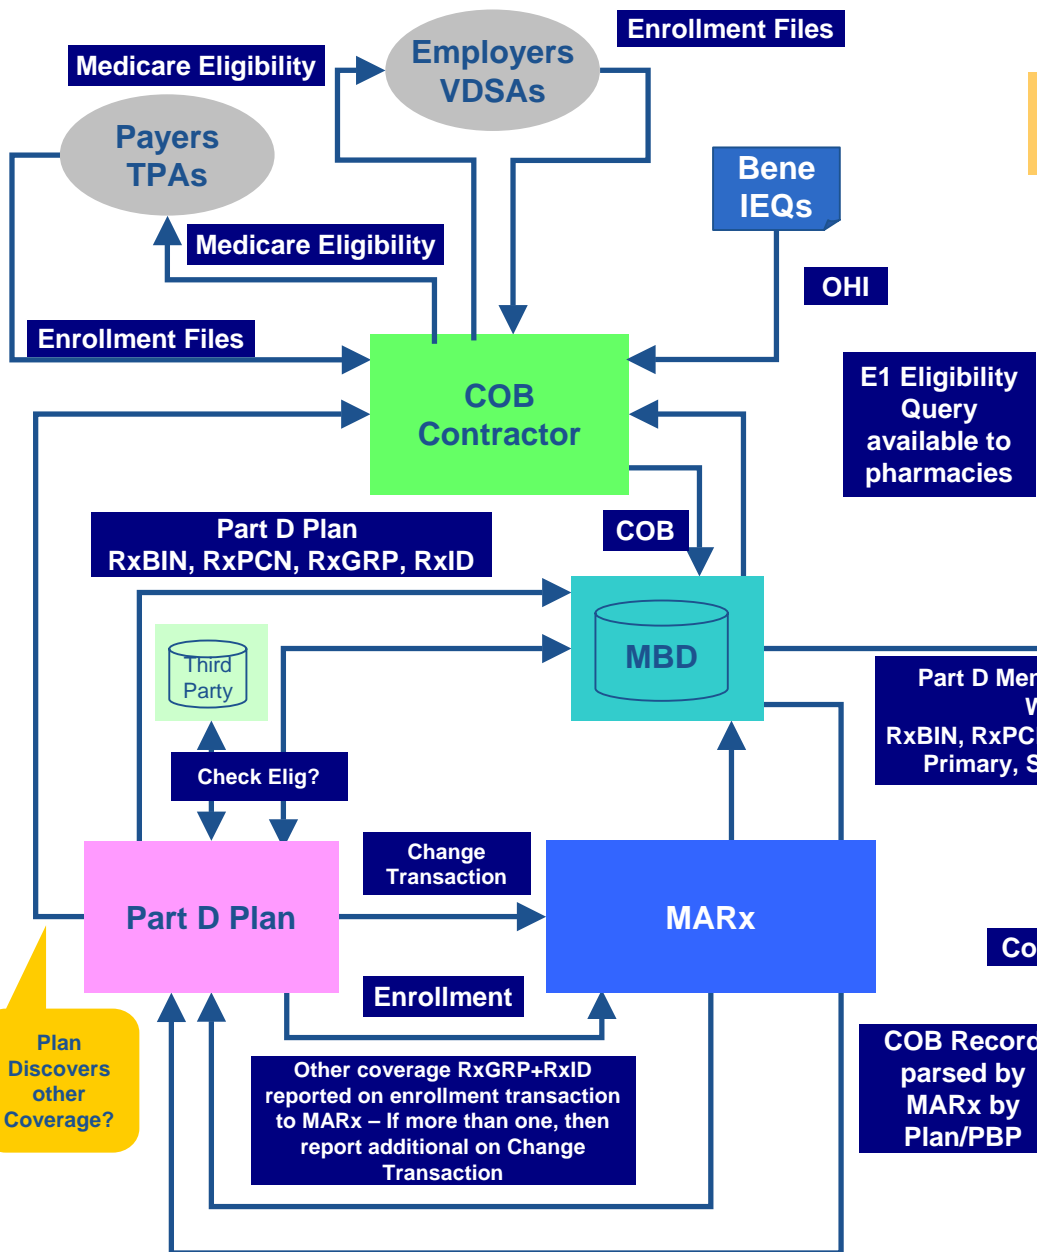 Enrollment Files
Employers
VDSAs
Medicare Eligibility
Payers
TPAs
Bene
IEQs
Medicare Eligibility
OHI
Enrollment Files
COB
Contractor
E1 Eligibility
Query
available to
pharmacies
Part D Plan
RxBIN, RxPCN, RxGRP, RxID
COB
MBD
Third
Party
Part D
RxBIN,
Primary,
Check Elig?
Change
Transaction
Part D Plan
MARx
Enrollment
Plan
Discovers
other
Coverage?
Other coverage RxGRP+RxID
reported on enrollment transaction
to MARx – If more than one, then
report additional on Change
Transaction
COB Record
parsed by
MARx by
Plan/PBP